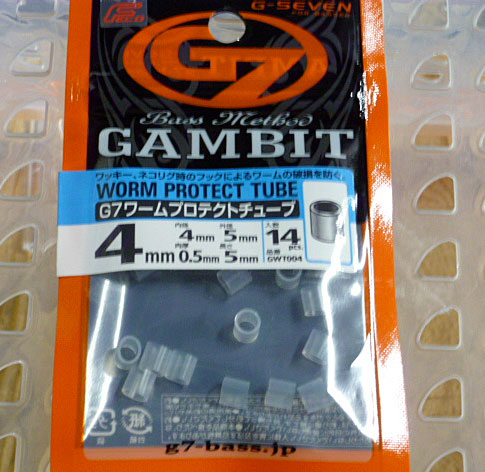 G-SEVEN
G7
Bass Method
GAMBIT
ワッキー、ネコリグ時のフックによるワームの破損を防ぐ。
WORM PROTECT TUBE
G7ワームプロテクトチューブ
4mm
内径 4mm 外径 5mm
肉厚 0.5mm 長さ 5mm
入数 14PCS.
品番 GWT004
g7-bass.jp